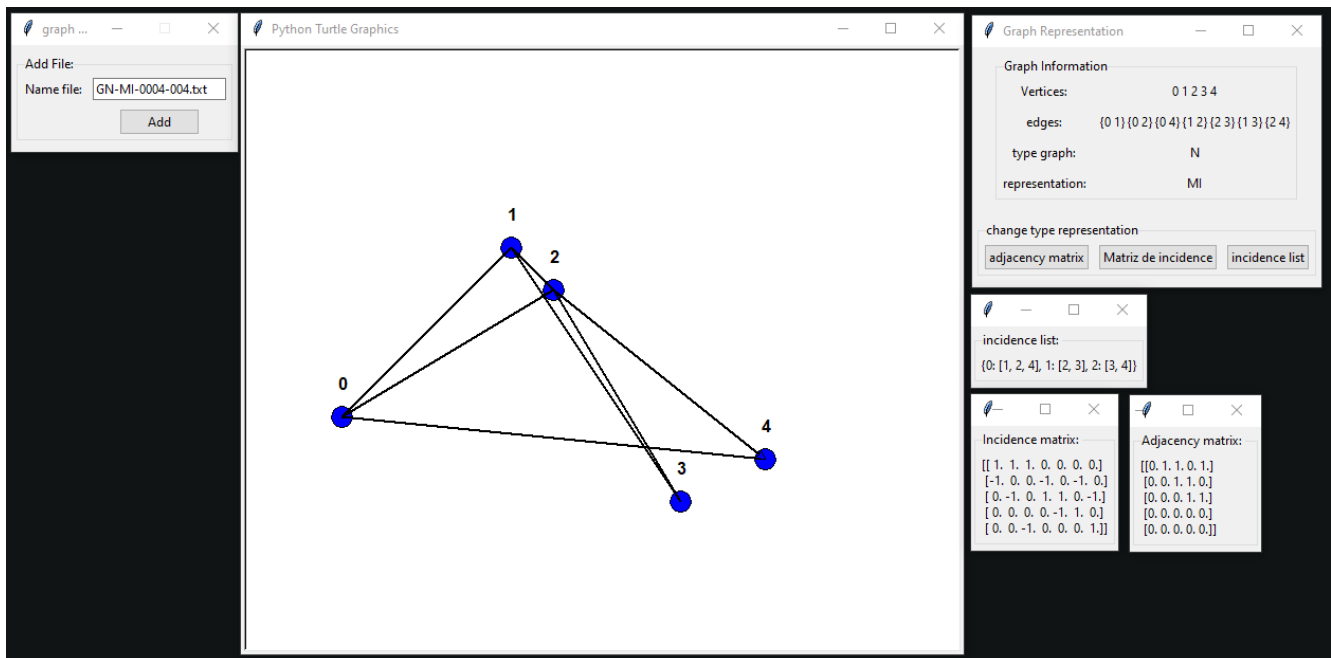 graph ...
Add File:
Name file: GN-MI-0004-004.txt
Add
Python Turtle Graphics
1
2
0
4
3
Graph Representation
Graph Information
Vertices: 0 1 2 3 4
edges: {0 1} {0 2} {0 4} {1 2} {2 3} {1 3} {2 4}
type graph: N
representation: MI
change type representation
adjacency matrix Matriz de incidence incidence list
incidence list:
{0: [1, 2, 4], 1: [2, 3], 2: [3, 4]}
Incidence matrix:
[[ 1. 1. 1. 0. 0. 0. 0.]
[-1. 0. 0. -1. 0. -1. 0.]
[ 0. -1. 0. 1. 1. 0. -1.]
[ 0. 0. 0. 0. -1. 1. 0.]
[ 0. 0. -1. 0. 0. 0. 1.]]
Adjacency matrix:
[[0. 1. 1. 0. 1.]
[0. 0. 1. 1. 0.]
[0. 0. 0. 1. 1.]
[0. 0. 0. 0. 0.]
[0. 0. 0. 0. 0.]]